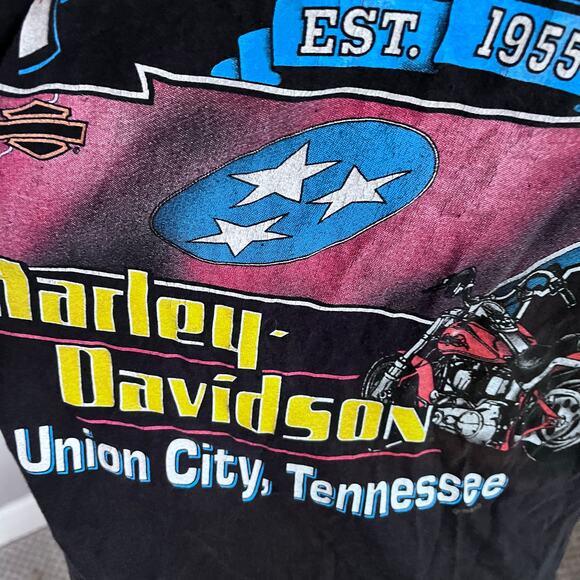 EST. 1955
Harley-
Davidson
Union City, Tennessee